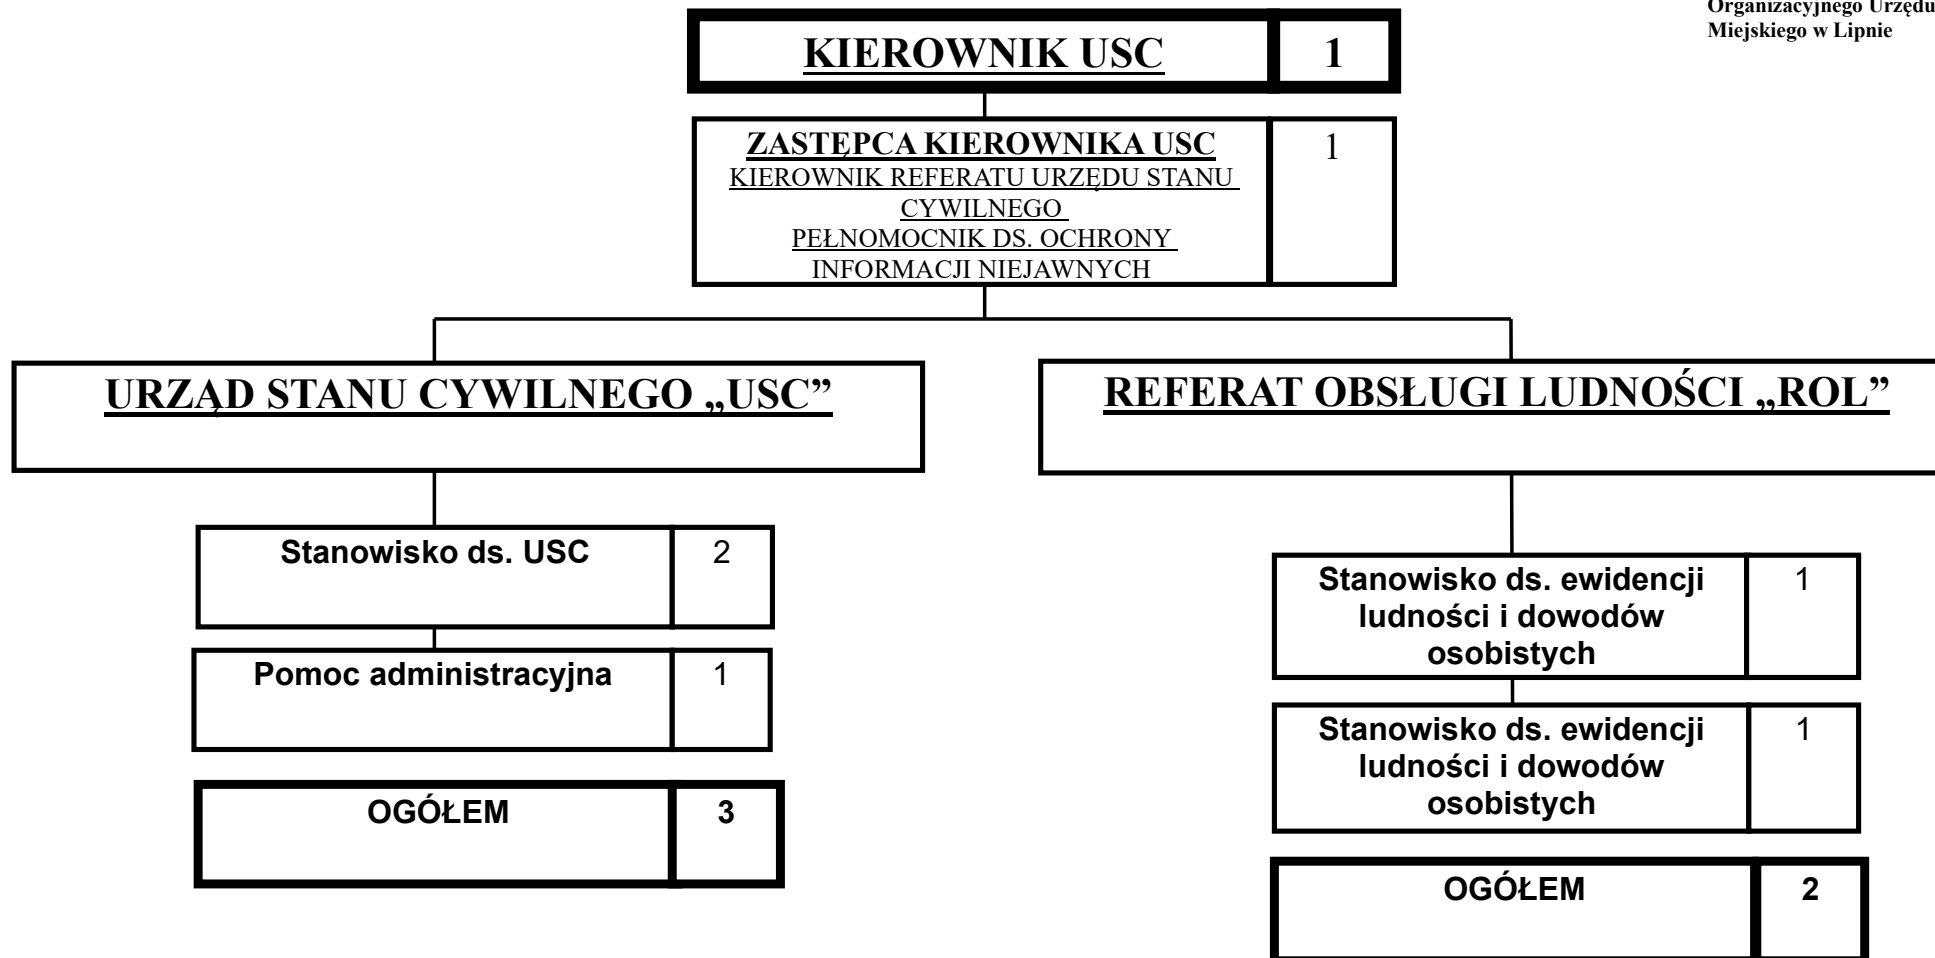 Organizacyjnego Urzędu
Miejskiego w Lipnie
KIEROWNIK USC 1
ZASTĘPCA KIEROWNIKA USC 1
KIEROWNIK REFERATU URZĘDU STANU
CYWILNEGO
PEŁNOMOCNIK DS. OCHRONY
INFORMACJI NIEJAWNYCH
URZĄD STANU CYWILNEGO „USC”
REFERAT OBSŁUGI LUDNOŚCI „ROL”
Stanowisko ds. USC 2
Pomoc administracyjna 1
OGÓŁEM 3
Stanowisko ds. ewidencji 1
ludności i dowodów
osobistych
Stanowisko ds. ewidencji 1
ludności i dowodów
osobistych
OGÓŁEM 2